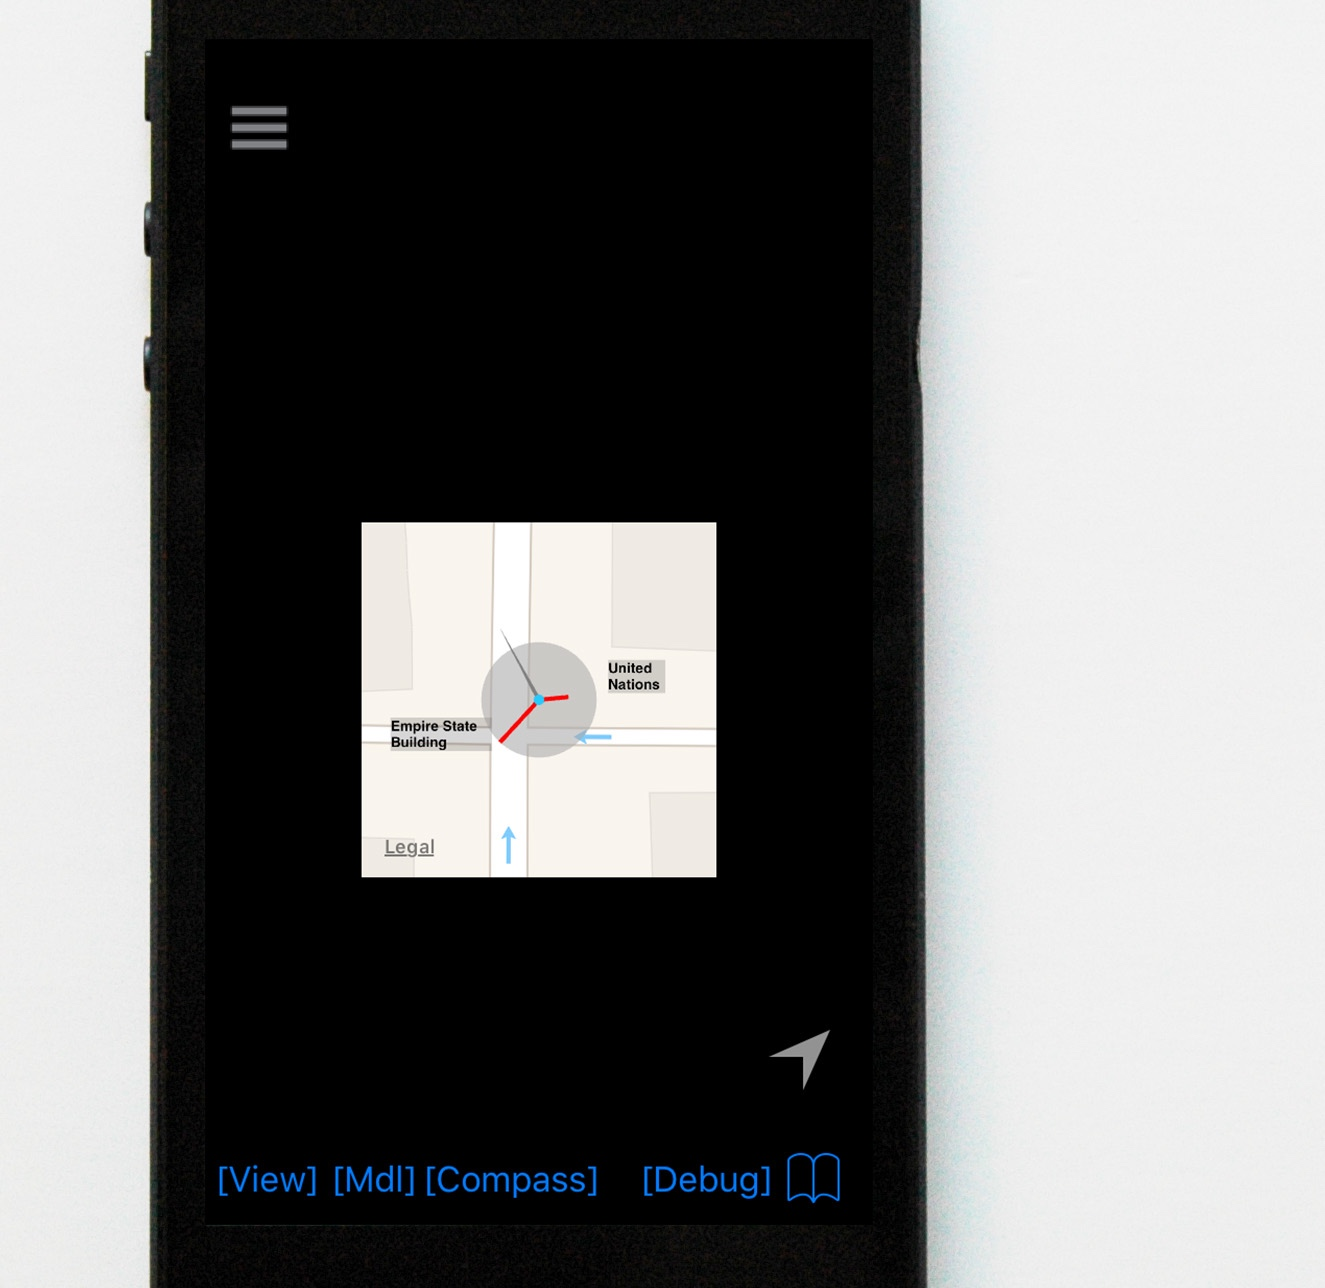 United
Nations
Empire State
Building
Legal
[View] [Mdl] [Compass] [Debug]